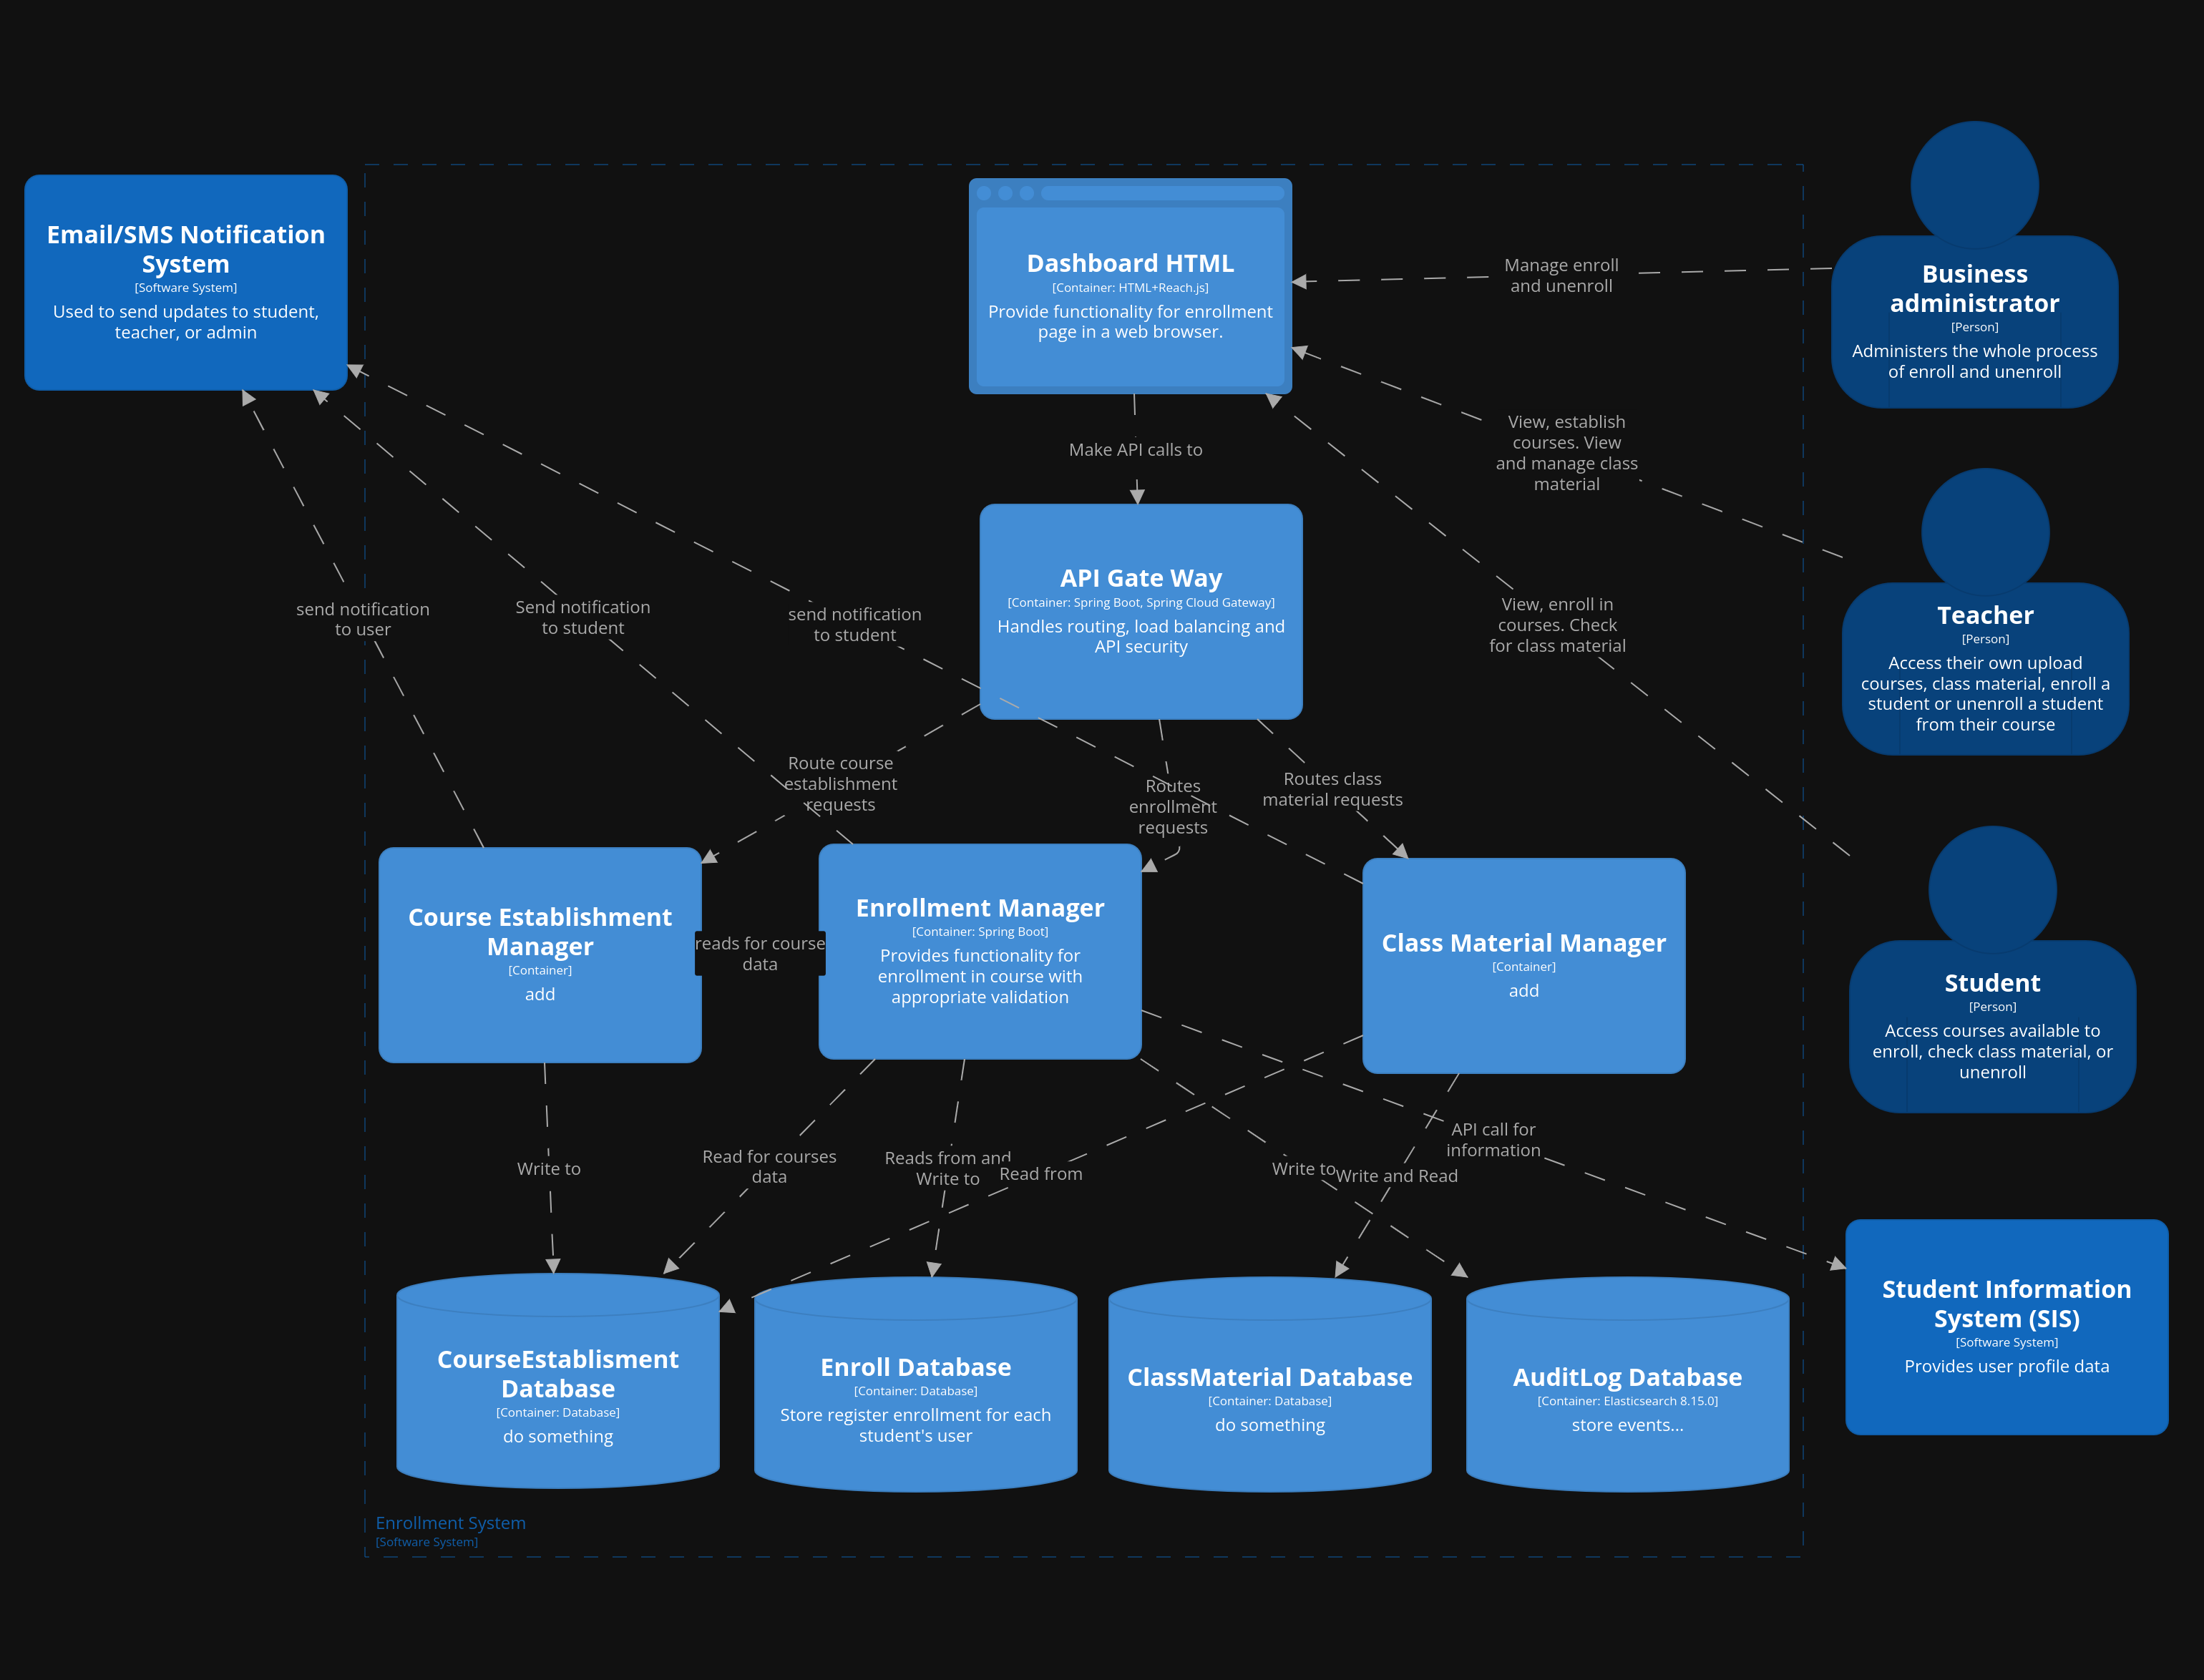 Email/SMS Notification
System
[Software System]
Used to send updates to student,
teacher, or admin
Dashboard HTML
[Container: HTML+Reach.js]
Provide functionality for enrollment
page in a web browser.
Manage enroll
and unenroll
Business
administrator
[Person]
Administers the whole process
of enroll and unenroll
Make API calls to
View, establish
courses. View
and manage class
material
API Gate Way
[Container: Spring Boot, Spring Cloud Gateway]
Handles routing, load balancing and
API security
Teacher
[Person]
Access their own upload
courses, class material, enroll a
student or unenroll a student
from their course
send notification
to user
Send notification
to student
send notification
to student
View, enroll in
courses. Check
for class material
Route course
establishment
requests
Routes
enrollment
requests
Routes class
material requests
Course Establishment
Manager
[Container]
add
reads for course
data
Enrollment Manager
[Container: Spring Boot]
Provides functionality for
enrollment in course with
appropriate validation
Class Material Manager
[Container]
add
Student
[Person]
Access courses available to
enroll, check class material, or
unenroll
Write to
Read for courses
data
Reads from and
Write to
Read from
Write to
Write and Read
API call for
information
CourseEstablisment
Database
[Container: Database]
do something
Enroll Database
[Container: Database]
Store register enrollment for each
student's user
ClassMaterial Database
[Container: Database]
do something
AuditLog Database
[Container: Elasticsearch 8.15.0]
store events...
Student Information
System (SIS)
[Software System]
Provides user profile data
Enrollment System
[Software System]